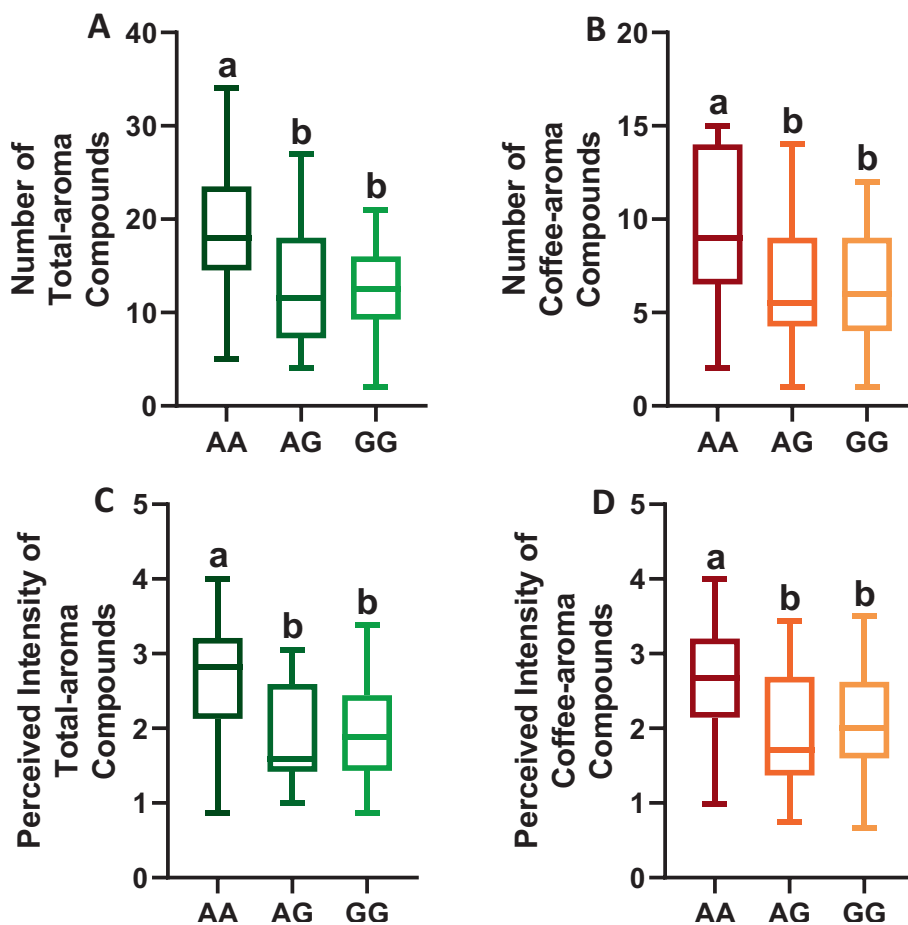 A
Number of
Total-aroma
Compounds
40
30
20
10
0
a
b
b
AA
AG
GG
B
Number of
Coffee-aroma
Compounds
20
15
10
5
0
a
b
b
AA
AG
GG
C
Perceived Intensity of
Total-aroma
Compounds
5
4
3
2
1
0
a
b
b
AA
AG
GG
D
Perceived Intensity of
Coffee-aroma
Compounds
5
4
3
2
1
0
a
b
b
AA
AG
GG